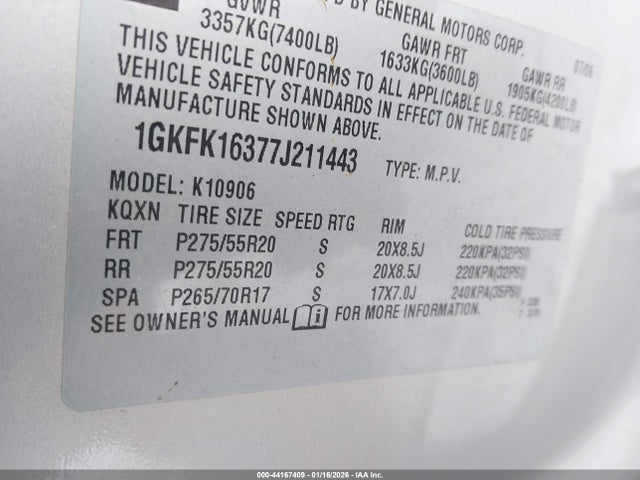 BY GENERAL MOTORS CORP.
GVWR GAWR FRT GAWR RR 07/06
3357KG(7400LB) 1633KG(3600LB) 1905KG(4200LB)
THIS VEHICLE CONFORMS TO ALL APPLICABLE U.S. FEDERAL MOTOR
VEHICLE SAFETY STANDARDS IN EFFECT ON THE DATE OF
MANUFACTURE SHOWN ABOVE.
1GKFK16377J211443 TYPE: M.P.V.
MODEL: K10906
KQXN TIRE SIZE SPEED RTG RIM COLD TIRE PRESSURE
FRT P275/55R20 S 20X8.5J 220KPA(32PSI)
RR P275/55R20 S 20X8.5J 220KPA(32PSI)
SPA P265/70R17 S 17X7.0J 240KPA(35PSI)
SEE OWNER'S MANUAL FOR MORE INFORMATION.
000-44167409 - 01/16/2026 - IAA Inc.